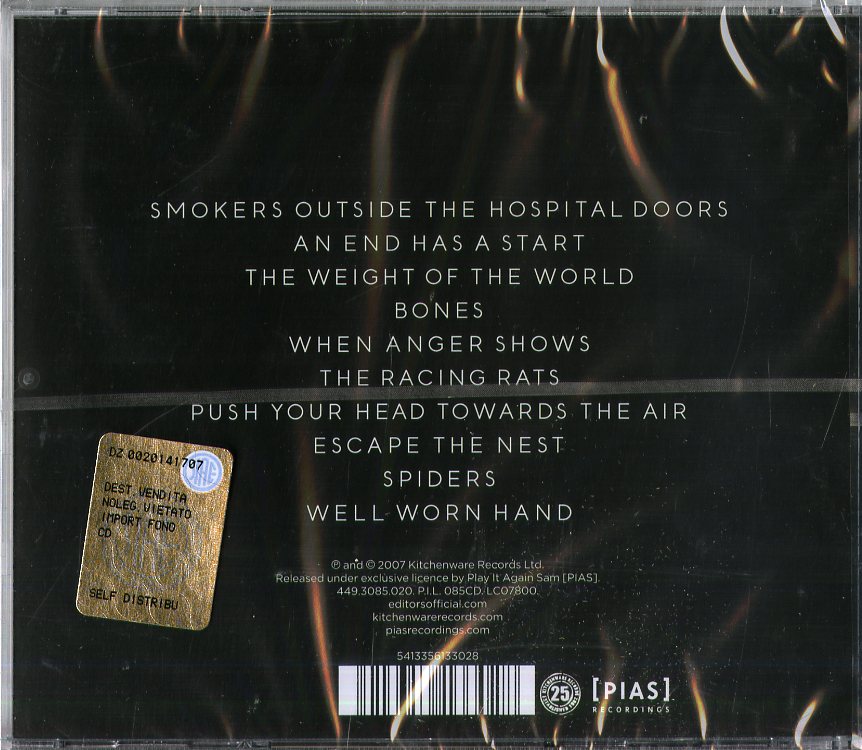 SMOKERS OUTSIDE THE HOSPITAL DOORS
AN END HAS A START
THE WEIGHT OF THE WORLD
BONES
WHEN ANGER SHOWS
THE RACING RATS
PUSH YOUR HEAD TOWARDS THE AIR
ESCAPE THE NEST
SPIDERS
WELL WORN HAND
DZ 0020141707
DEST. VENDITA
NOLEG. VIETATO
IMPORT FONO
CD
SELF DISTRIBU
℗ and © 2007 Kitchenware Records Ltd.
Released under exclusive licence by Play It Again Sam [PIAS].
449.3085.020. P.I.L. 085CD. LC07800.
editorsofficial.com
kitchenwarerecords.com
piasrecordings.com
5413356133028
25
[PIAS]
RECORDINGS